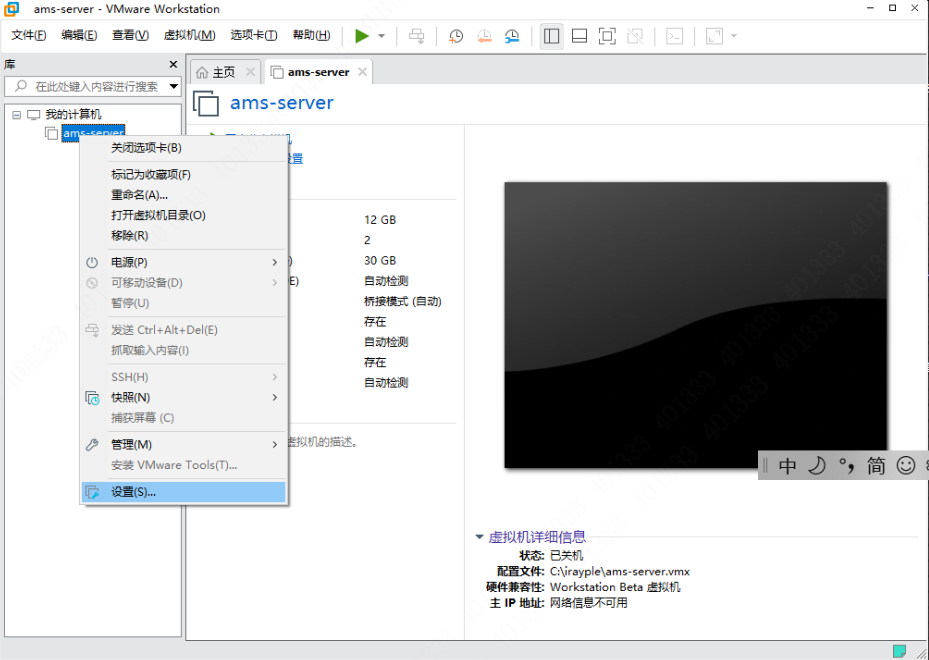 ams-server - VMware Workstation
文件(F) 编辑(E) 查看(V) 虚拟机(M) 选项卡(T) 帮助(H)
库
主页
ams-server
在此处键入内容进行搜索
ams-server
我的计算机
ams-server
关闭选项卡(B)
置
标记为收藏项(F)
重命名(A)...
打开虚拟机目录(O)
移除(R)
电源(P)
可移动设备(D)
暂停(U)
发送 Ctrl+Alt+Del(E)
抓取输入内容(I)
SSH(H)
快照(N)
捕获屏幕 (C)
管理(M)
安装 VMware Tools(T)...
设置(S)...
12 GB
2
30 GB
E)
自动检测
桥接模式 (自动)
存在
自动检测
存在
自动检测
虚拟机的描述。
中 简
虚拟机详细信息
状态: 已关机
配置文件: C:\irayple\ams-server.vmx
硬件兼容性: Workstation Beta 虚拟机
主 IP 地址: 网络信息不可用
401333